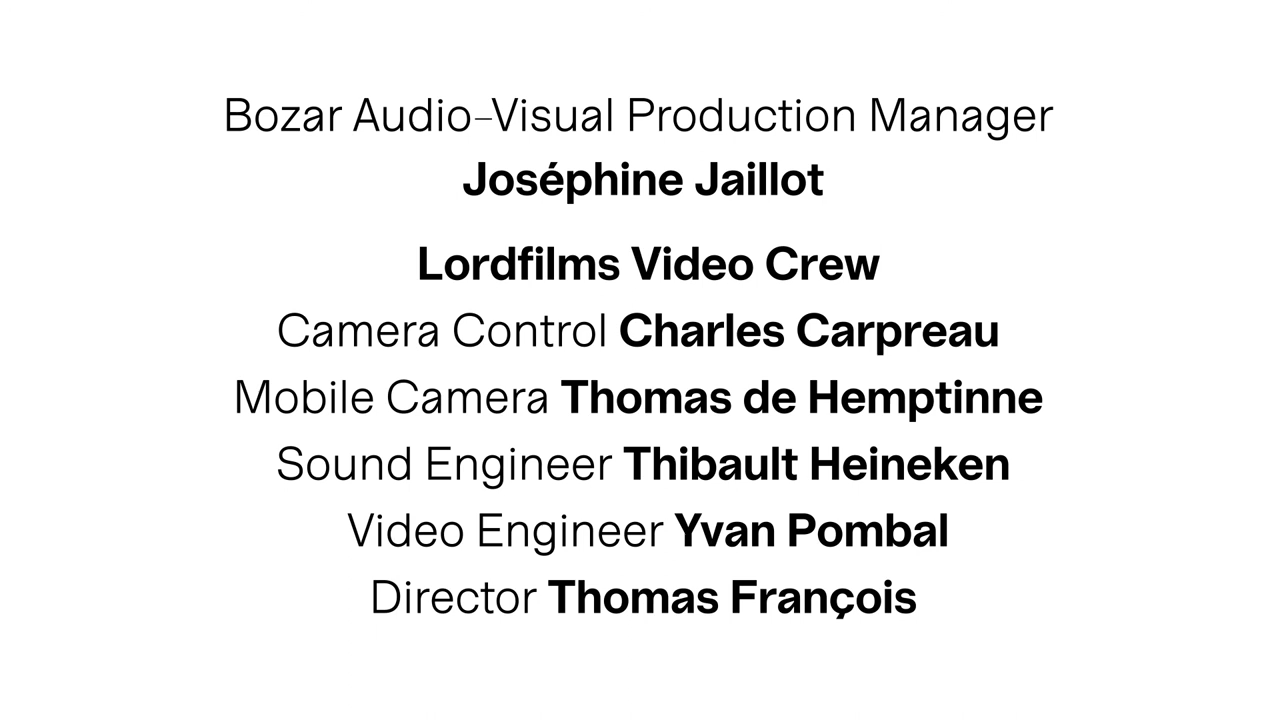 Bozar Audio–Visual Production Manager
Joséphine Jaillot
Lordfilms Video Crew
Camera Control Charles Carpreau
Mobile Camera Thomas de Hemptinne
Sound Engineer Thibault Heineken
Video Engineer Yvan Pombal
Director Thomas François